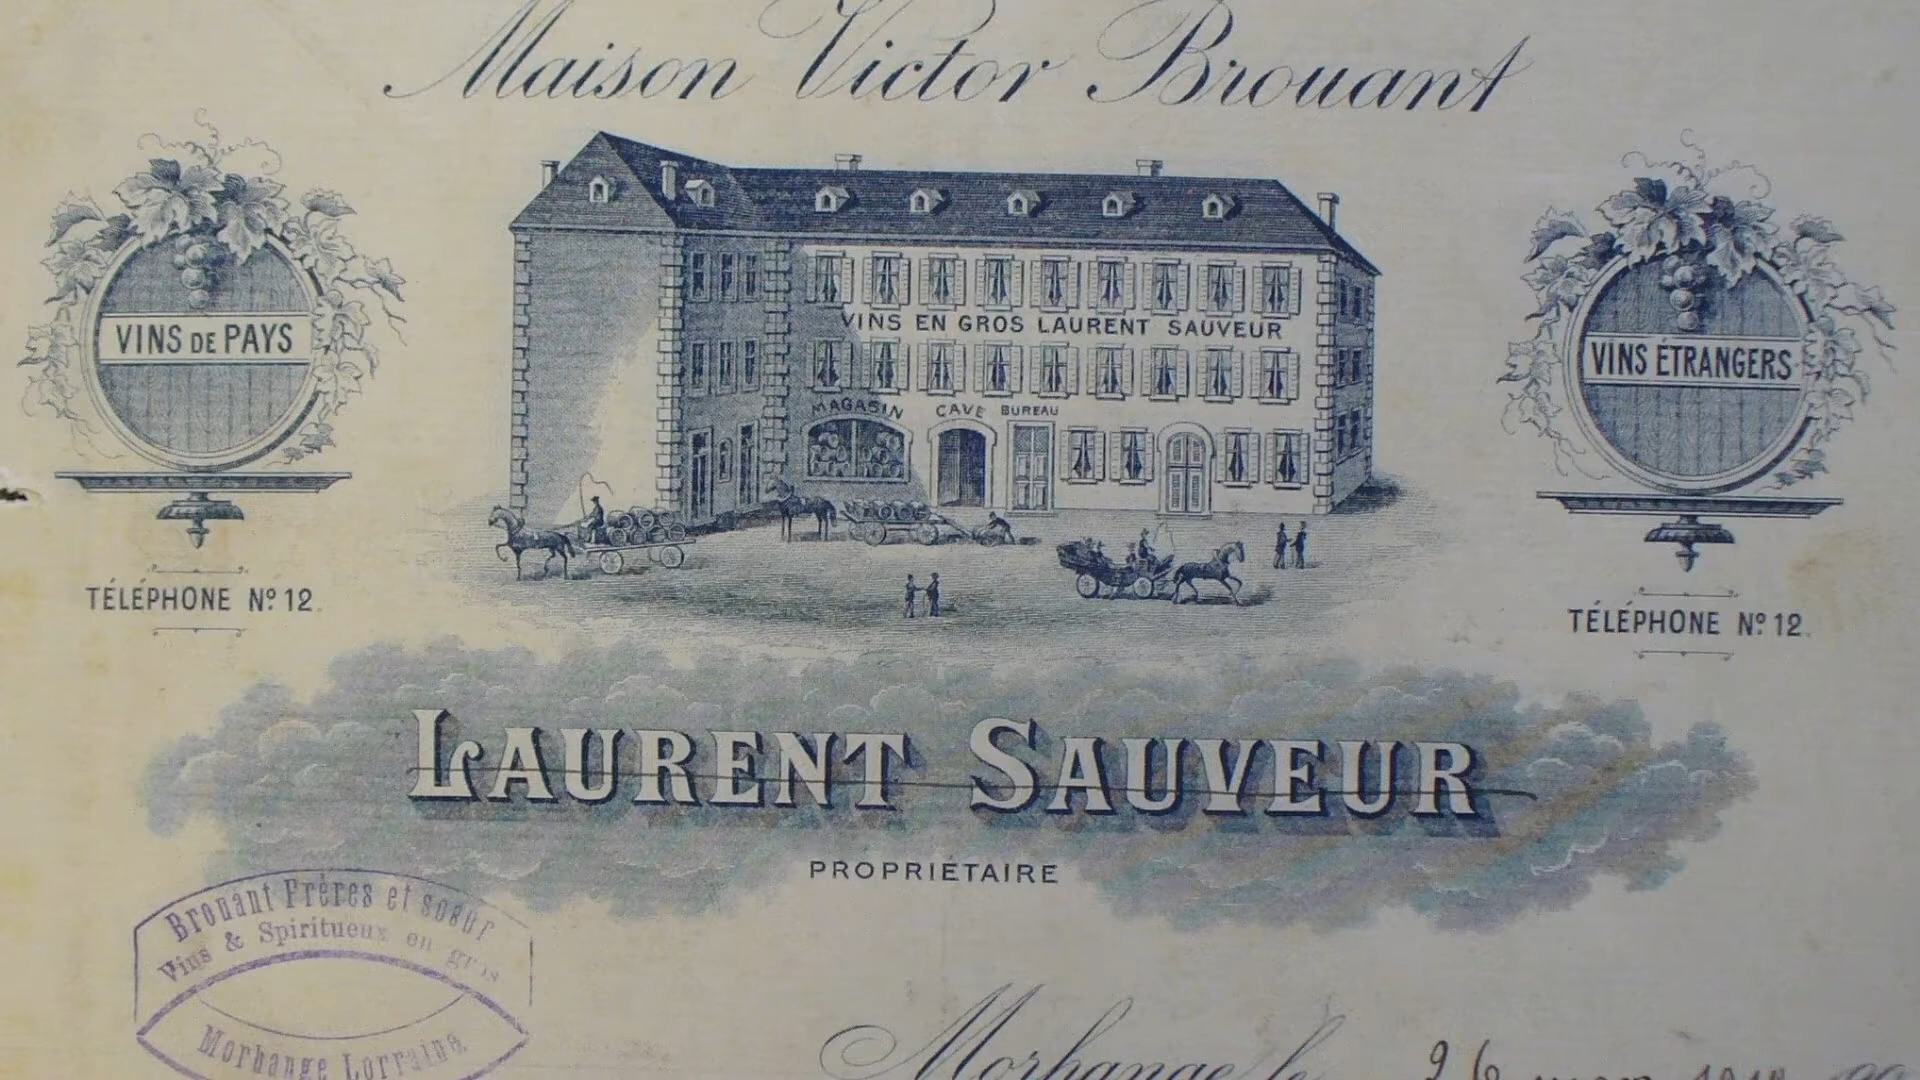 Maison Victor Brouant
VINS DE PAYS
VINS EN GROS LAURENT SAUVEUR
VINS ÉTRANGERS
MAGASIN CAVE BUREAU
TÉLÉPHONE Nº 12.
TÉLÉPHONE Nº 12.
LAURENT SAUVEUR
PROPRIÉTAIRE
Brouant Frères et soeur
Vins & Spiritueux en gros
Morhange Lorraine
Morhange, le 26